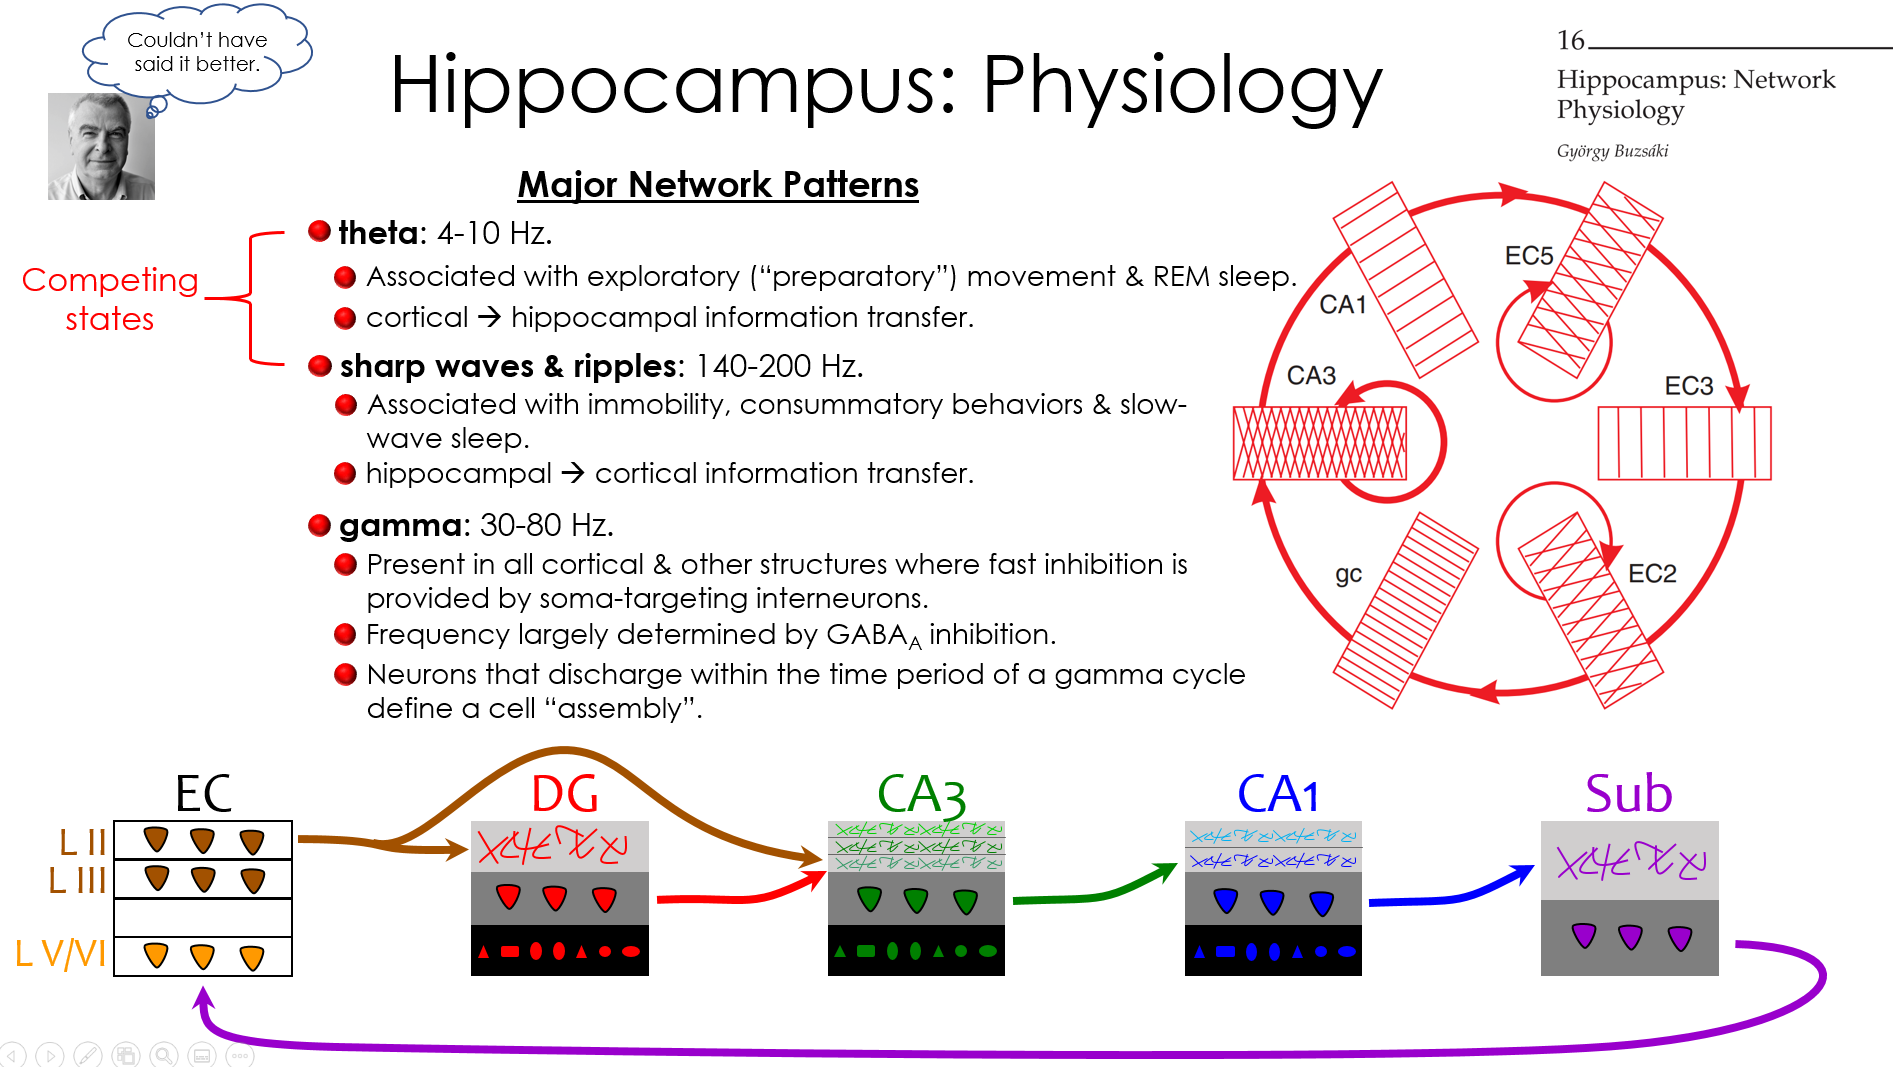 Couldn't have
said it better.
Hippocampus: Physiology
16
Hippocampus: Network
Physiology
György Buzsáki
Major Network Patterns
Competing
states
theta: 4-10 Hz.
Associated with exploratory (“preparatory”) movement & REM sleep.
cortical → hippocampal information transfer.
sharp waves & ripples: 140-200 Hz.
Associated with immobility, consummatory behaviors & slow-
wave sleep.
hippocampal → cortical information transfer.
gamma: 30-80 Hz.
Present in all cortical & other structures where fast inhibition is
provided by soma-targeting interneurons.
Frequency largely determined by GABAA inhibition.
Neurons that discharge within the time period of a gamma cycle
define a cell “assembly”.
EC5
CA1
CA3
EC3
gc
EC2
EC
DG
CA3
CA1
Sub
L II
L III
L V/VI